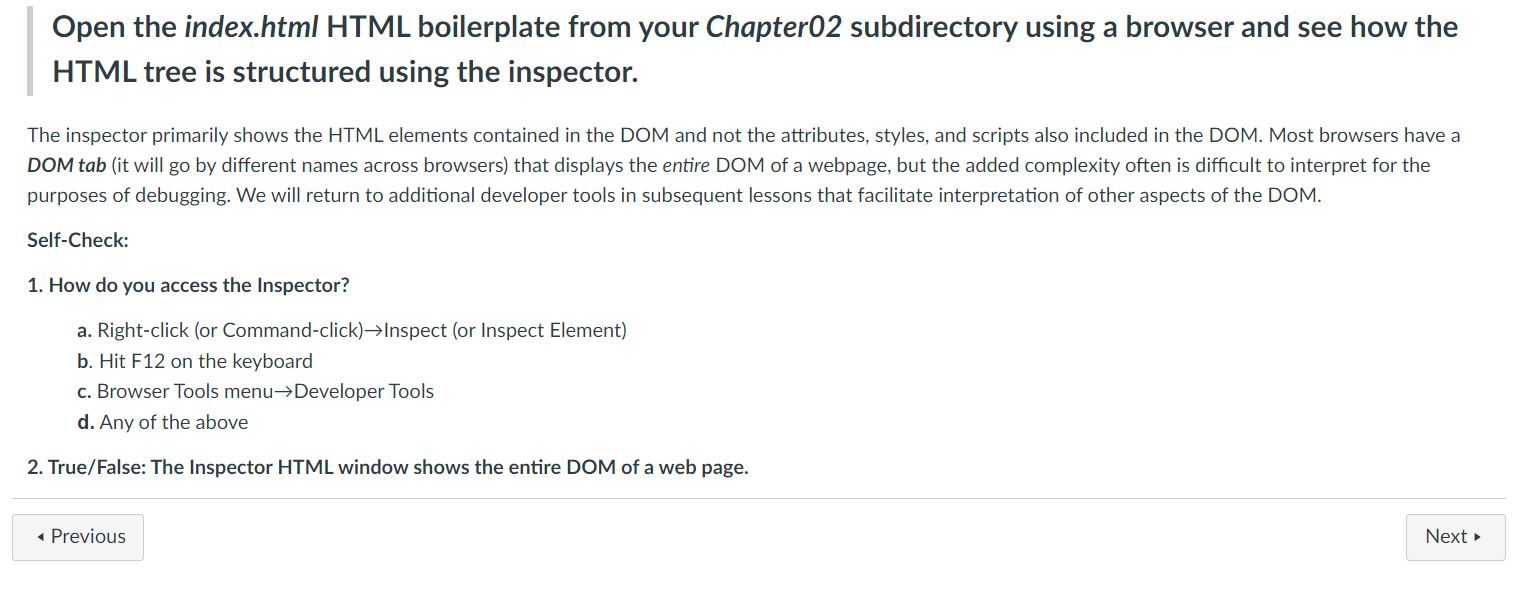 Open the index.html HTML boilerplate from your Chapter02 subdirectory using a browser and see how the
HTML tree is structured using the inspector.
The inspector primarily shows the HTML elements contained in the DOM and not the attributes, styles, and scripts also included in the DOM. Most browsers have a
DOM tab (it will go by different names across browsers) that displays the entire DOM of a webpage, but the added complexity often is difficult to interpret for the
purposes of debugging. We will return to additional developer tools in subsequent lessons that facilitate interpretation of other aspects of the DOM.
Self-Check:
1. How do you access the Inspector?
a. Right-click (or Command-click)→Inspect (or Inspect Element)
b. Hit F12 on the keyboard
c. Browser Tools menu→Developer Tools
d. Any of the above
2. True/False: The Inspector HTML window shows the entire DOM of a web page.
◂ Previous
Next ▸